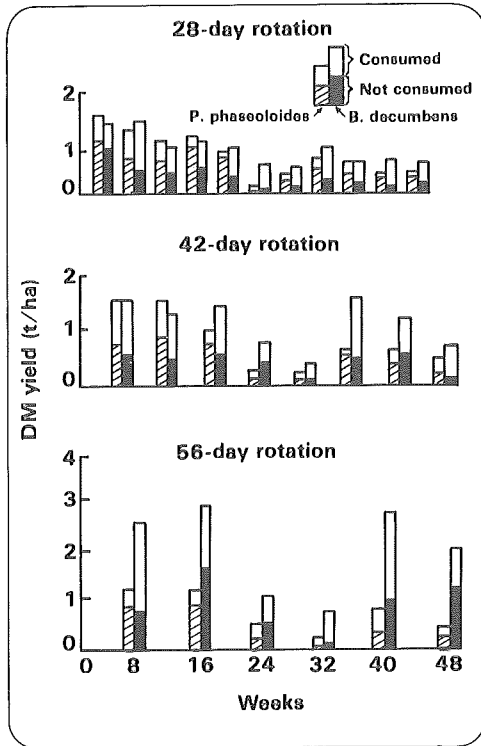 28-day rotation
Consumed
Not consumed
P. phaseoloides
B. decumbens
2
1
0
42-day rotation
2
1
0
DM yield (t/ha)
56-day rotation
4
3
2
1
0
0 8 16 24 32 40 48
Weeks